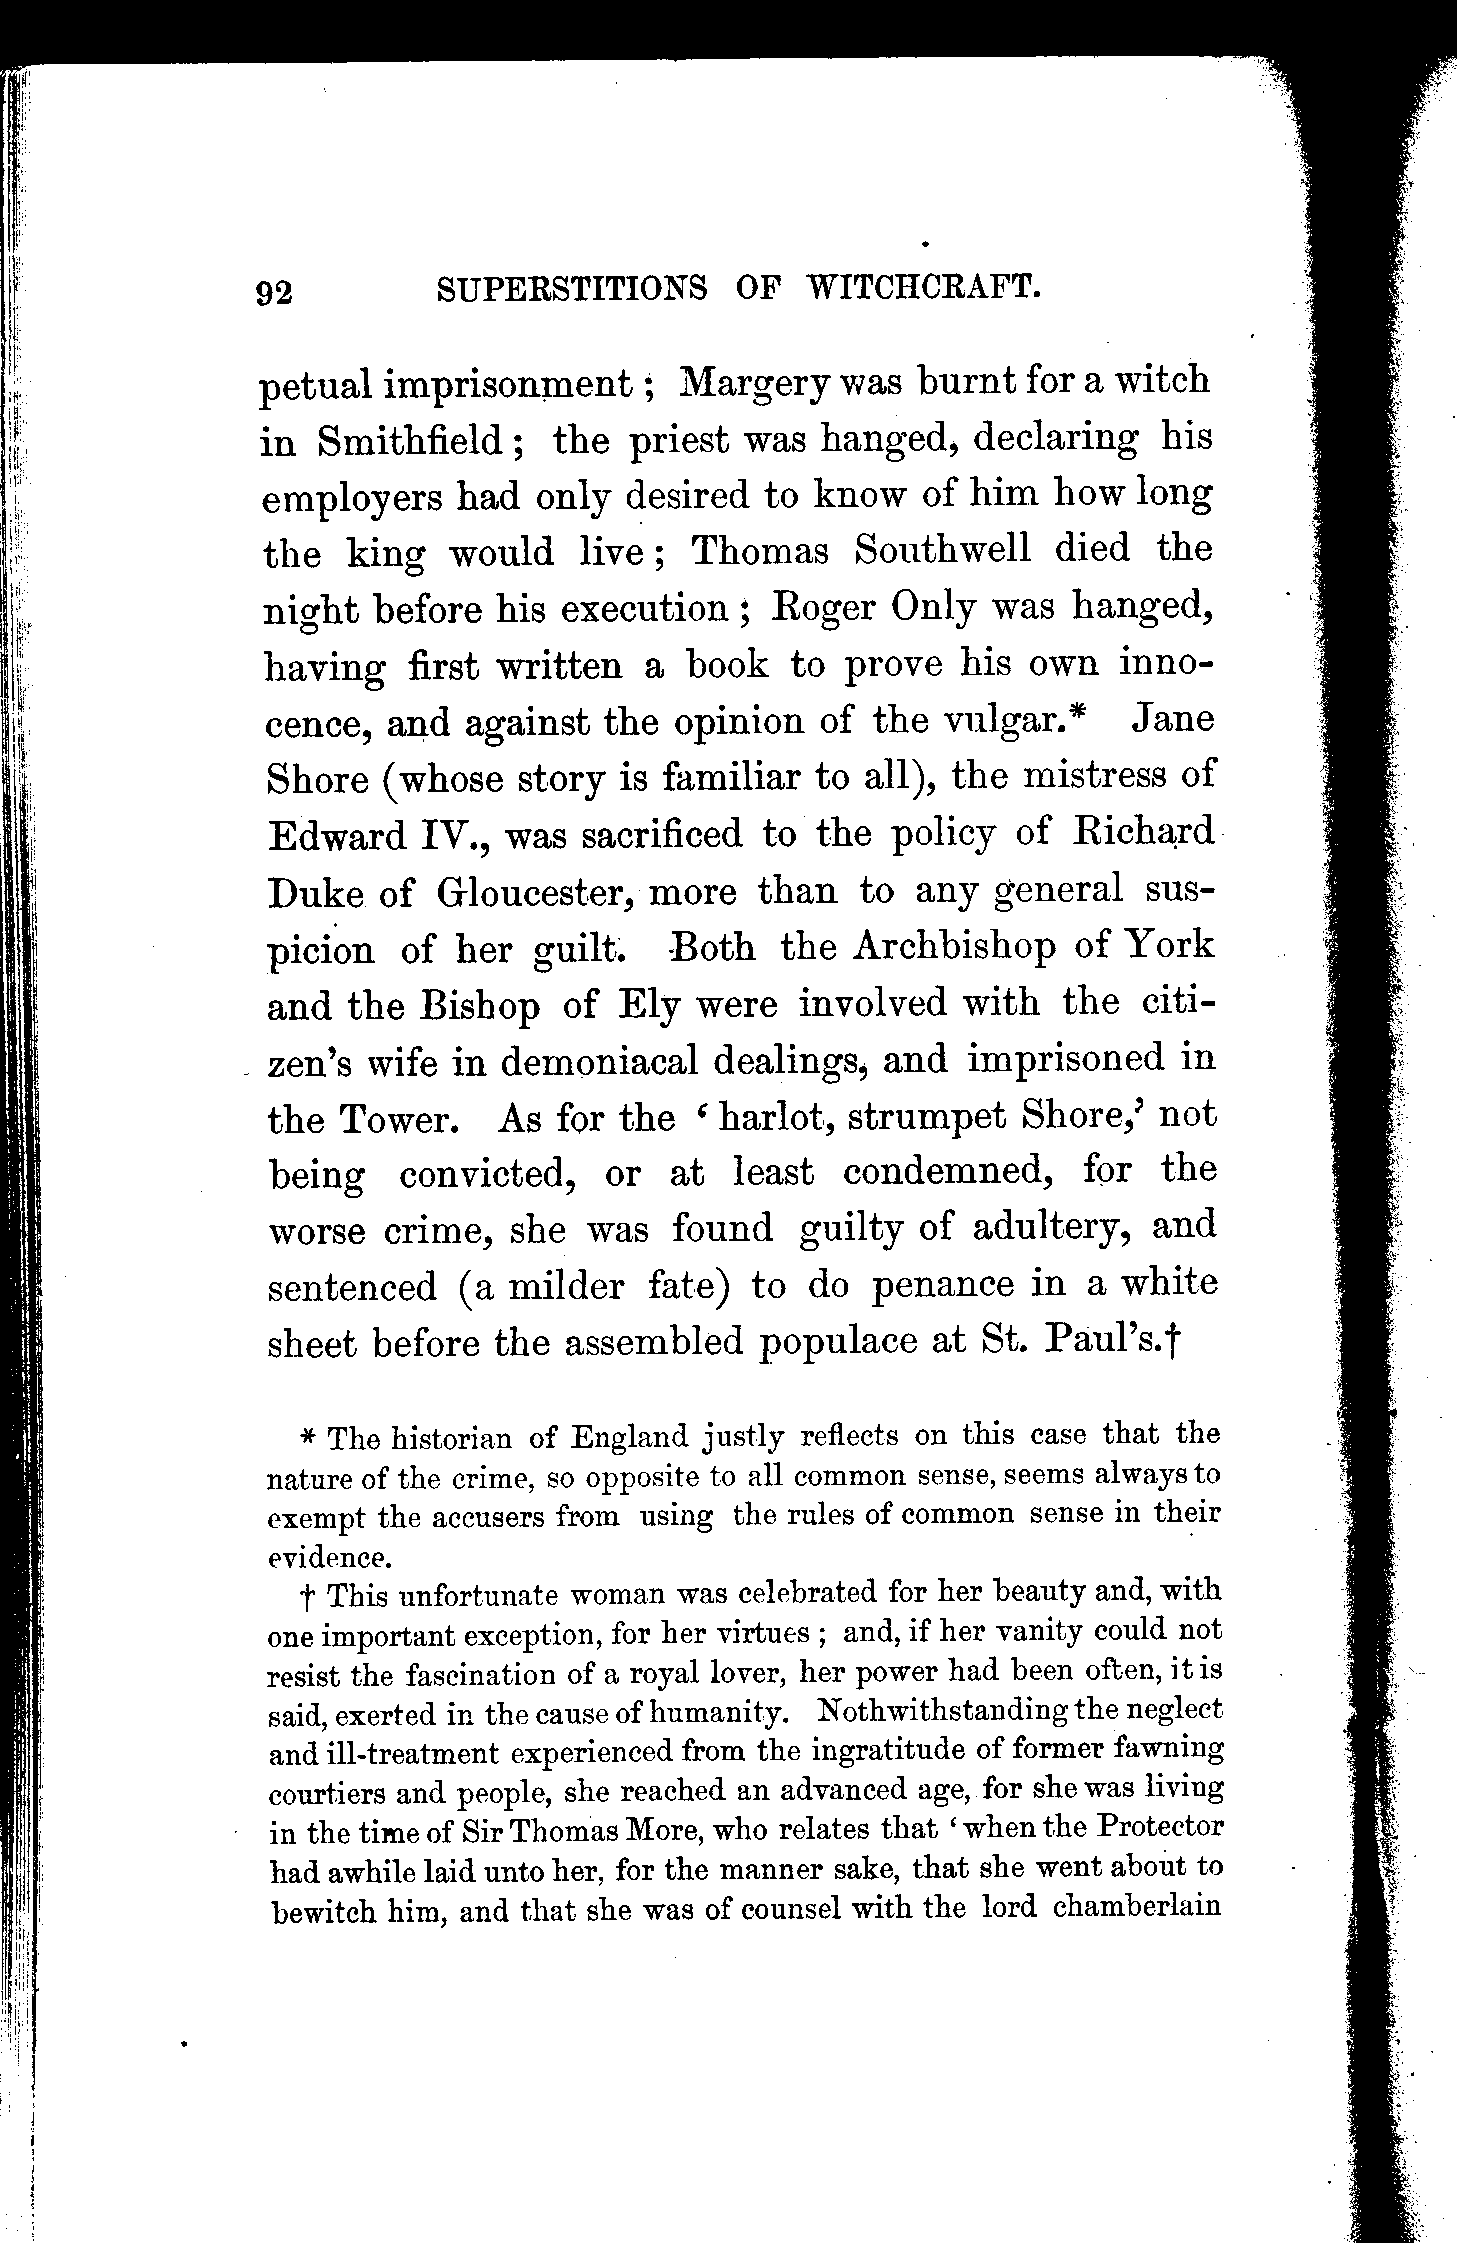 92 SUPERSTITIONS OF WITCHCRAFT.
petual imprisonment ; Margery was burnt for a witch
in Smithfield ; the priest was hanged, declaring his
employers had only desired to know of him how long
the king would live ; Thomas Southwell died the
night before his execution ; Roger Only was hanged,
having first written a book to prove his own inno-
cence, and against the opinion of the vulgar.* Jane
Shore (whose story is familiar to all), the mistress of
Edward IV., was sacrificed to the policy of Richard
Duke of Gloucester, more than to any general sus-
picion of her guilt. Both the Archbishop of York
and the Bishop of Ely were involved with the citi-
zen's wife in demoniacal dealings, and imprisoned in
the Tower. As for the ‘ harlot, strumpet Shore,’ not
being convicted, or at least condemned, for the
worse crime, she was found guilty of adultery, and
sentenced (a milder fate) to do penance in a white
sheet before the assembled populace at St. Paul's.†
* The historian of England justly reflects on this case that the
nature of the crime, so opposite to all common sense, seems always to
exempt the accusers from using the rules of common sense in their
evidence.
† This unfortunate woman was celebrated for her beauty and, with
one important exception, for her virtues ; and, if her vanity could not
resist the fascination of a royal lover, her power had been often, it is
said, exerted in the cause of humanity. Nothwithstanding the neglect
and ill-treatment experienced from the ingratitude of former fawning
courtiers and people, she reached an advanced age, for she was living
in the time of Sir Thomas More, who relates that ‘ when the Protector
had awhile laid unto her, for the manner sake, that she went about to
bewitch him, and that she was of counsel with the lord chamberlain